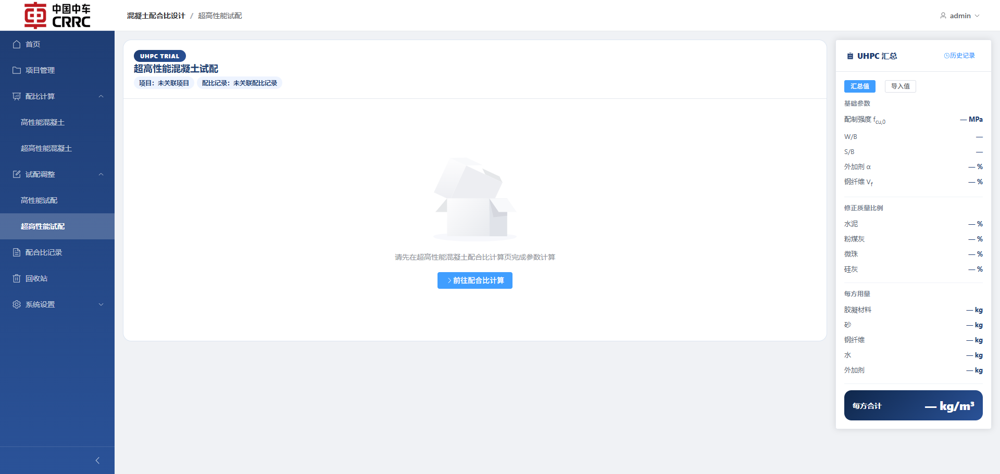 中国中车
CRRC
混凝土配合比设计 / 超高性能试配
admin
首页
项目管理
配比计算
高性能混凝土
超高性能混凝土
试配调整
高性能试配
超高性能试配
配合比记录
回收站
系统设置
UHPC TRIAL
超高性能混凝土试配
项目：未关联项目 配比记录：未关联配比记录
请先在超高性能混凝土配合比计算页完成参数计算
前往配合比计算
UHPC 汇总 历史记录
汇总值 导入值
基础参数
配制强度 fcu,0 — MPa
W/B —
S/B —
外加剂 α — %
钢纤维 Vf — %
修正质量比例
水泥 — %
粉煤灰 — %
微珠 — %
硅灰 — %
每方用量
胶凝材料 — kg
砂 — kg
钢纤维 — kg
水 — kg
外加剂 — kg
每方合计 — kg/m³